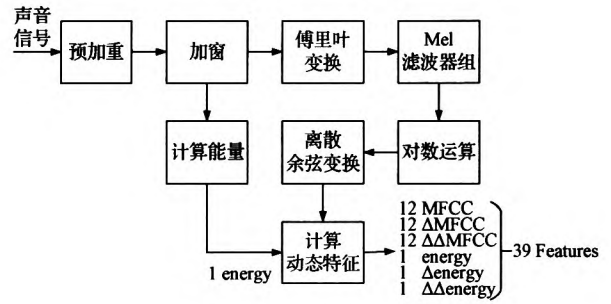 声音
信号
预加重
加窗
傅里叶
变换
Mel
滤波器组
计算能量
离散
余弦变换
对数运算
1 energy
计算
动态特征
12 MFCC
12 ΔMFCC
12 ΔΔMFCC
1 energy
1 Δenergy
1 ΔΔenergy
39 Features